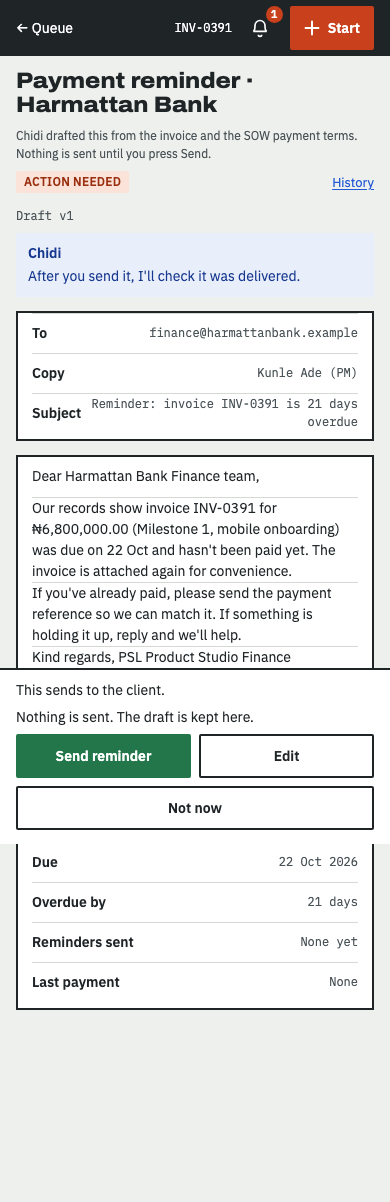 ← Queue
INV-0391
1
+ Start
Payment reminder ·
Harmattan Bank
Chidi drafted this from the invoice and the SOW payment terms.
Nothing is sent until you press Send.
ACTION NEEDED
History
Draft v1
Chidi
After you send it, I'll check it was delivered.
To finance@harmattanbank.example
Copy Kunle Ade (PM)
Subject Reminder: invoice INV-0391 is 21 days
overdue
Dear Harmattan Bank Finance team,
Our records show invoice INV-0391 for
₦6,800,000.00 (Milestone 1, mobile onboarding)
was due on 22 Oct and hasn't been paid yet. The
invoice is attached again for convenience.
If you've already paid, please send the payment
reference so we can match it. If something is
holding it up, reply and we'll help.
Kind regards, PSL Product Studio Finance
This sends to the client.
Nothing is sent. The draft is kept here.
Send reminder
Edit
Not now
Due 22 Oct 2026
Overdue by 21 days
Reminders sent None yet
Last payment None